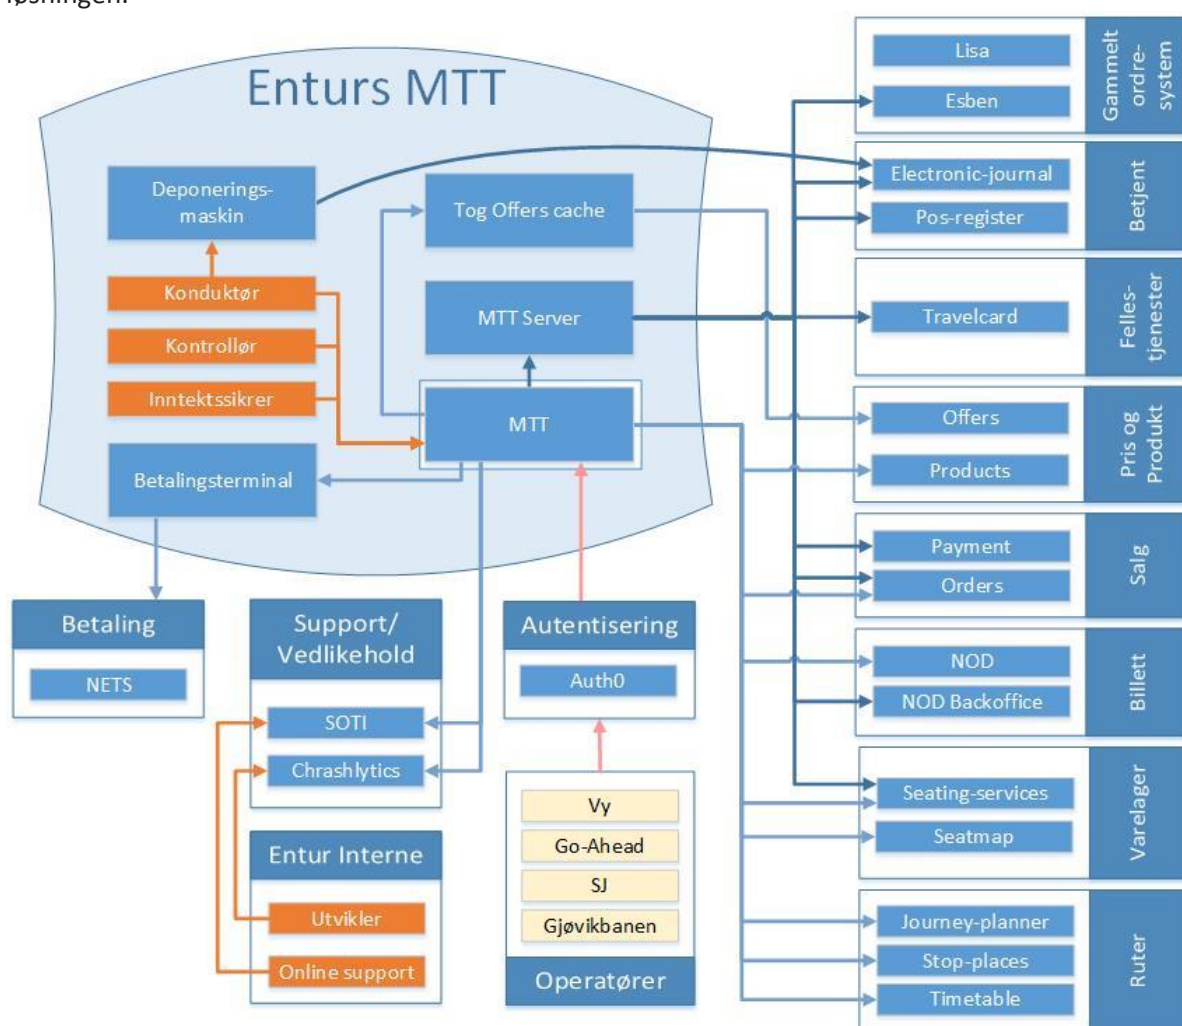 løsningen.
Enturs MTT
Deponerings-
maskin
Tog Offers cache
Konduktør
MTT Server
Kontrollør
Inntektssikrer
MTT
Betalingsterminal
Betaling
NETS
Support/
Vedlikehold
SOTI
Chrashlytics
Autentisering
Auth0
Entur Interne
Utvikler
Online support
Vy
Go-Ahead
SJ
Gjøvikbanen
Operatører
Lisa
Esben
Gammelt
ordre-
system
Electronic-journal
Pos-register
Betjent
Travelcard
Felles-
tjenester
Offers
Products
Pris og
Produkt
Payment
Orders
Salg
NOD
NOD Backoffice
Billett
Seating-services
Seatmap
Varelager
Journey-planner
Stop-places
Timetable
Ruter